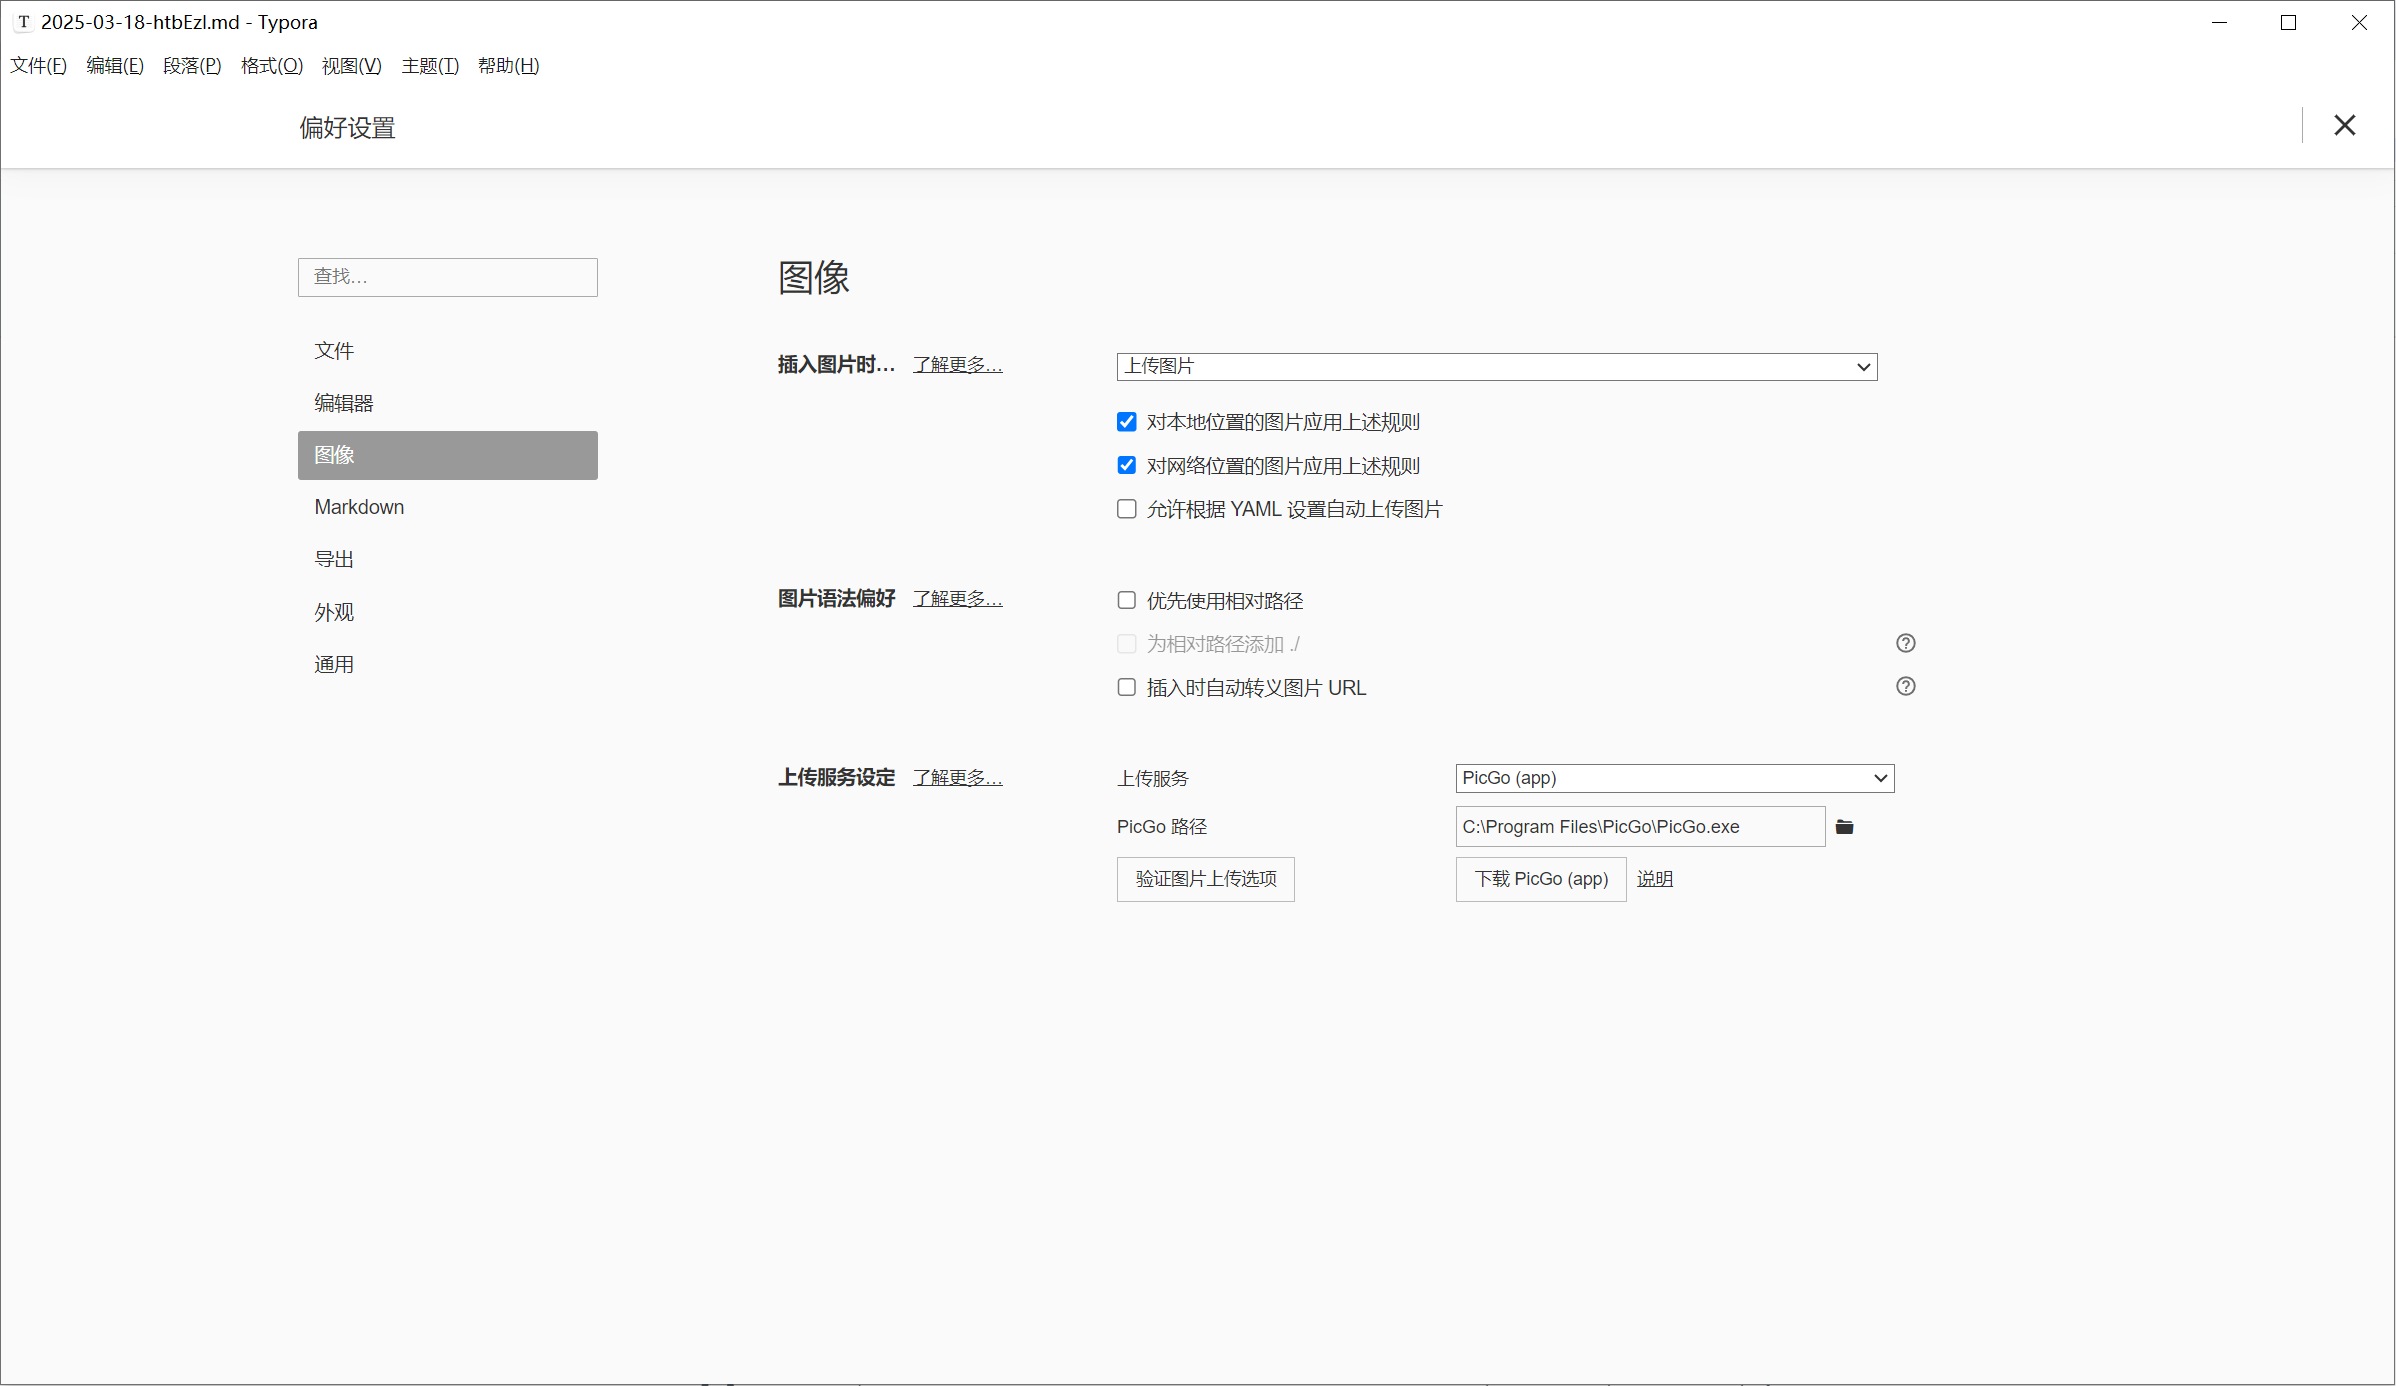 T 2025-03-18-htbEzl.md - Typora
文件(F) 编辑(E) 段落(P) 格式(O) 视图(V) 主题(T) 帮助(H)
偏好设置
查找…
文件
编辑器
图像
Markdown
导出
外观
通用
图像
插入图片时… 了解更多… 上传图片
对本地位置的图片应用上述规则
对网络位置的图片应用上述规则
允许根据 YAML 设置自动上传图片
图片语法偏好 了解更多… 优先使用相对路径
为相对路径添加 ./
插入时自动转义图片 URL
上传服务设定 了解更多… 上传服务 PicGo (app)
PicGo 路径 C:\Program Files\PicGo\PicGo.exe
验证图片上传选项 下载 PicGo (app) 说明